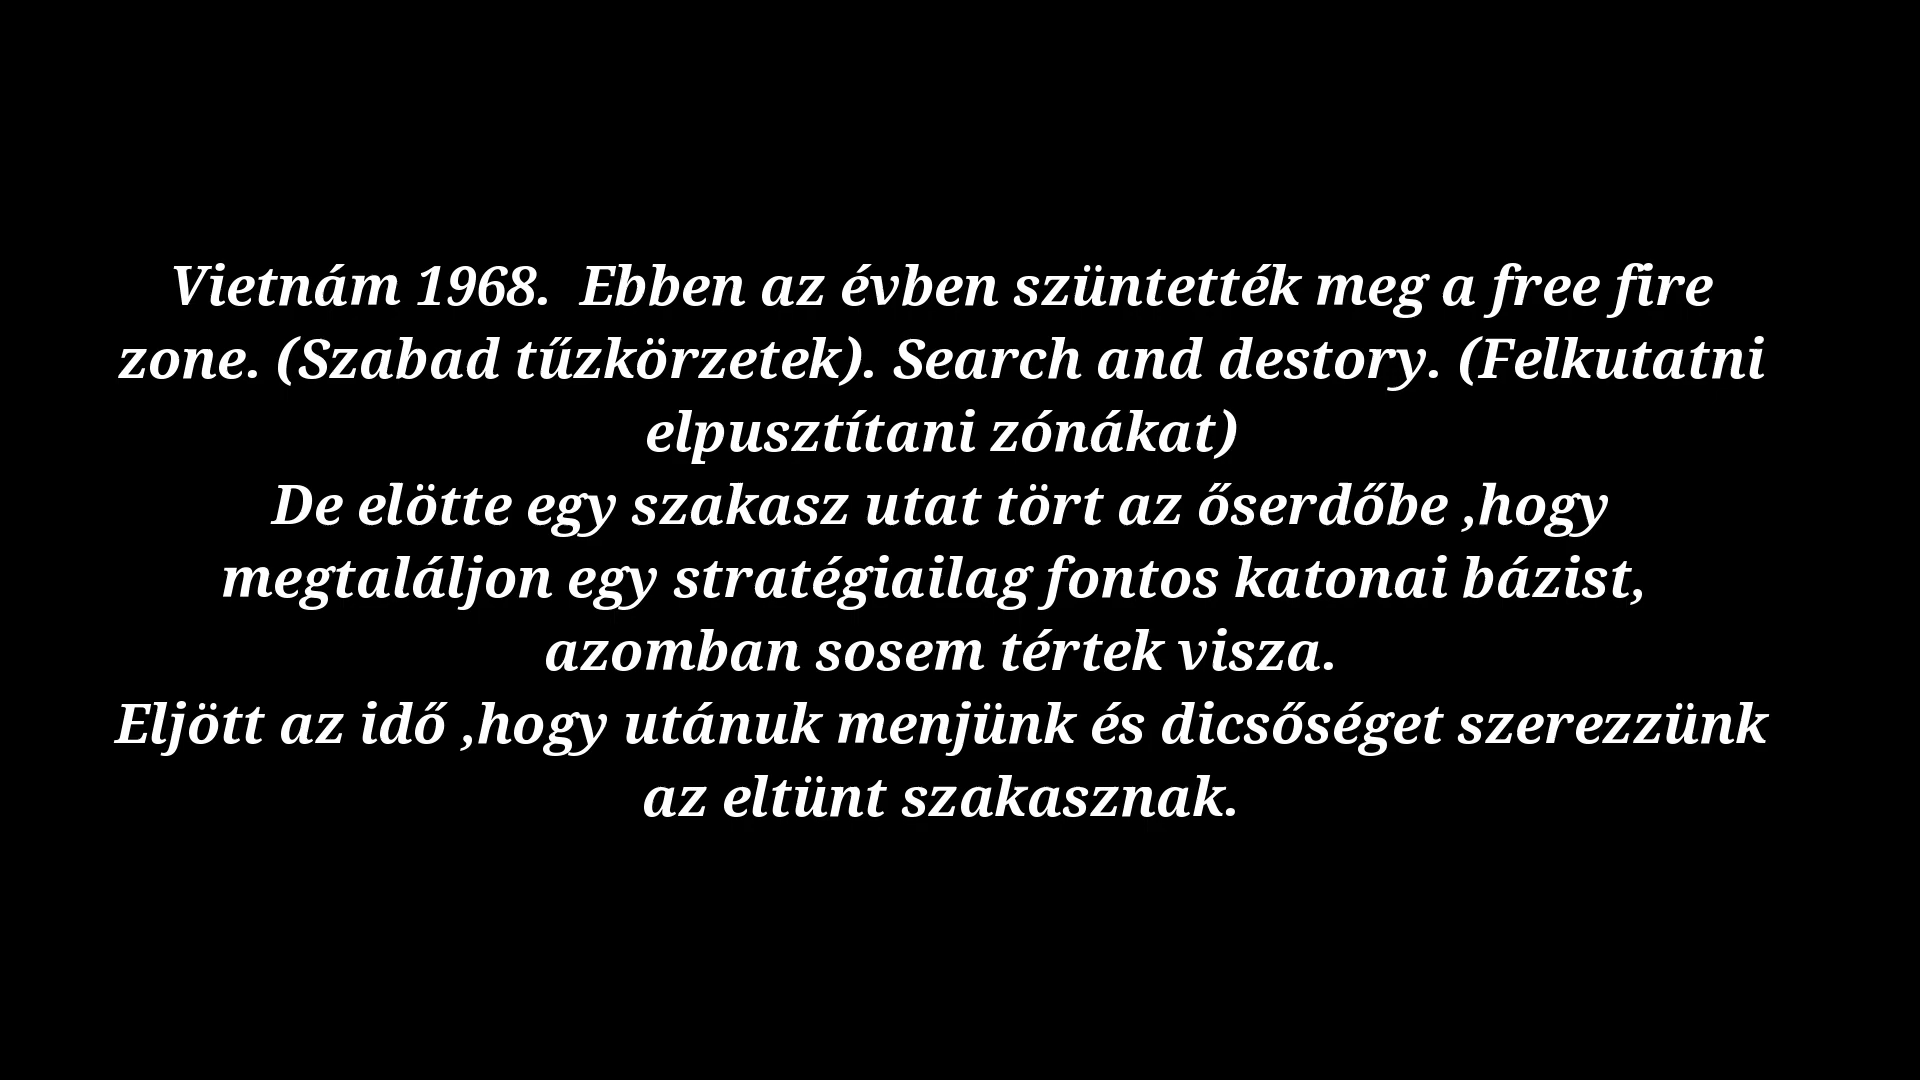 Vietnám 1968.  Ebben az évben szüntették meg a free fire
zone. (Szabad tűzkörzetek). Search and destory. (Felkutatni
elpusztítani zónákat)
De elötte egy szakasz utat tört az őserdőbe ,hogy
megtaláljon egy stratégiailag fontos katonai bázist,
azomban sosem tértek visza.
Eljött az idő ,hogy utánuk menjünk és dicsőséget szerezzünk
az eltünt szakasznak.